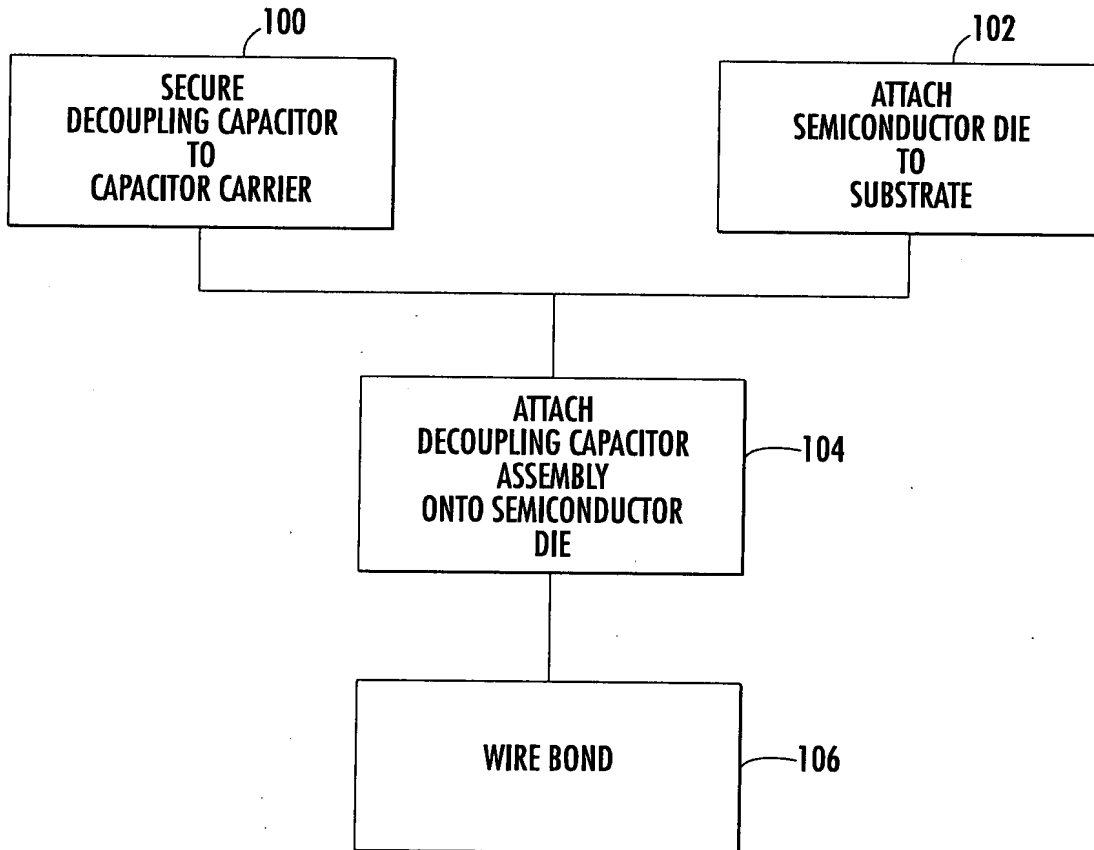 100
SECURE
DECOUPLING CAPACITOR
TO
CAPACITOR CARRIER
102
ATTACH
SEMICONDUCTOR DIE
TO
SUBSTRATE
ATTACH
DECOUPLING CAPACITOR
ASSEMBLY
ONTO SEMICONDUCTOR
DIE
104
WIRE BOND
106